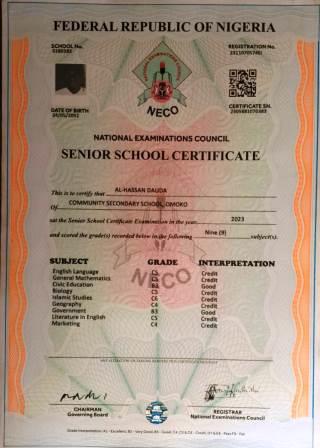 FEDERAL REPUBLIC OF NIGERIA
SCHOOL NO.
REGISTRATION NO.
NECO
DATE OF BIRTH
CERTIFICATE SN.
NATIONAL EXAMINATIONS COUNCIL
SENIOR SCHOOL CERTIFICATE
This is to certify that AL-HASSAN DAUDA
Of COMMUNITY SECONDARY SCHOOL, OMOKO
sat the Senior School Certificate Examination in the year 2023
and scored the grade(s) recorded below in the following Nine (9) subject(s).
SUBJECT GRADE INTERPRETATION
English Language Credit
General Mathematics Credit
Civic Education Good
Biology Credit
Islamic Studies C6 Credit
Geography C4 Credit
Government B3 Good
Literature in English C5 Credit
Marketing C4 Credit
NECO
CHAIRMAN
Governing Board
REGISTRAR
National Examinations Council